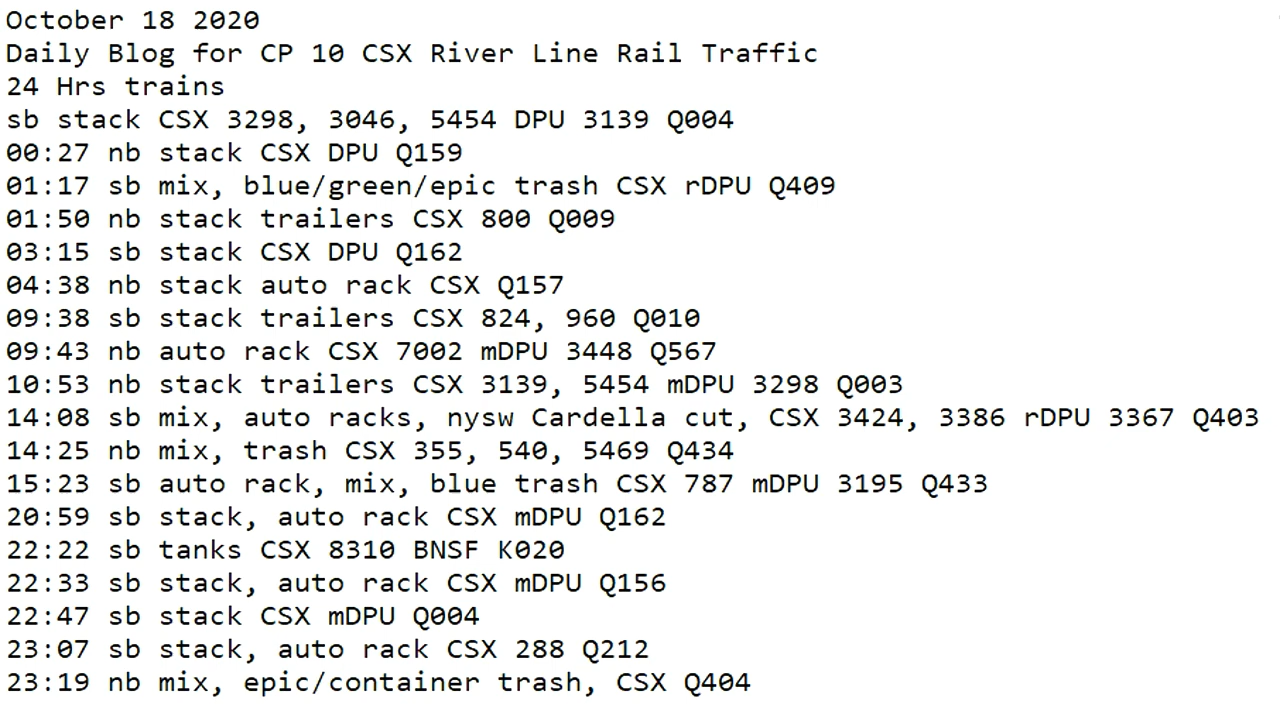 October 18 2020
Daily Blog for CP 10 CSX River Line Rail Traffic
24 Hrs trains
sb stack CSX 3298, 3046, 5454 DPU 3139 Q004
00:27 nb stack CSX DPU Q159
01:17 sb mix, blue/green/epic trash CSX rDPU Q409
01:50 nb stack trailers CSX 800 Q009
03:15 sb stack CSX DPU Q162
04:38 nb stack auto rack CSX Q157
09:38 sb stack trailers CSX 824, 960 Q010
09:43 nb auto rack CSX 7002 mDPU 3448 Q567
10:53 nb stack trailers CSX 3139, 5454 mDPU 3298 Q003
14:08 sb mix, auto racks, nysw Cardella cut, CSX 3424, 3386 rDPU 3367 Q403
14:25 nb mix, trash CSX 355, 540, 5469 Q434
15:23 sb auto rack, mix, blue trash CSX 787 mDPU 3195 Q433
20:59 sb stack, auto rack CSX mDPU Q162
22:22 sb tanks CSX 8310 BNSF K020
22:33 sb stack, auto rack CSX mDPU Q156
22:47 sb stack CSX mDPU Q004
23:07 sb stack, auto rack CSX 288 Q212
23:19 nb mix, epic/container trash, CSX Q404